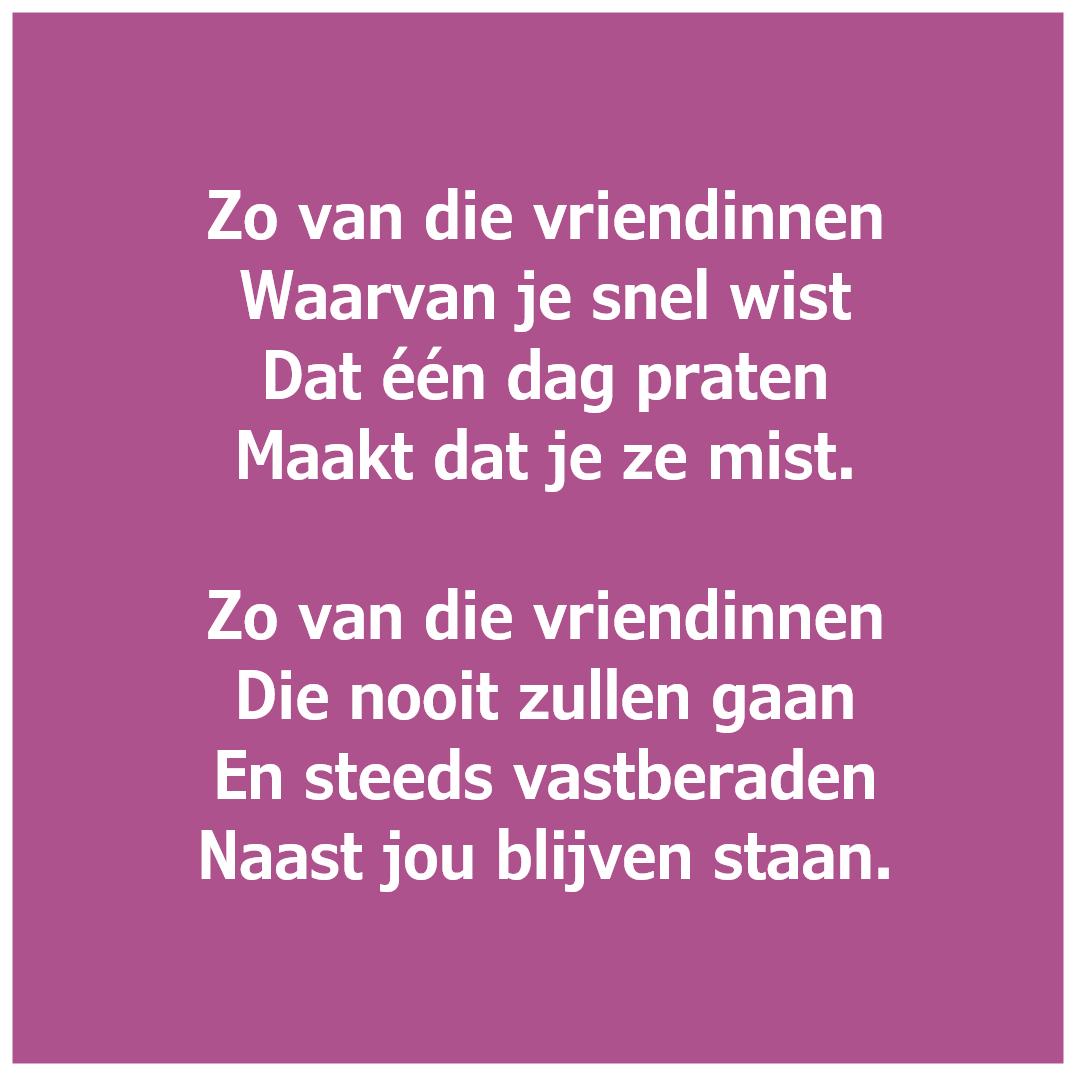 Zo van die vriendinnen
Waarvan je snel wist
Dat één dag praten
Maakt dat je ze mist.
Zo van die vriendinnen
Die nooit zullen gaan
En steeds vastberaden
Naast jou blijven staan.